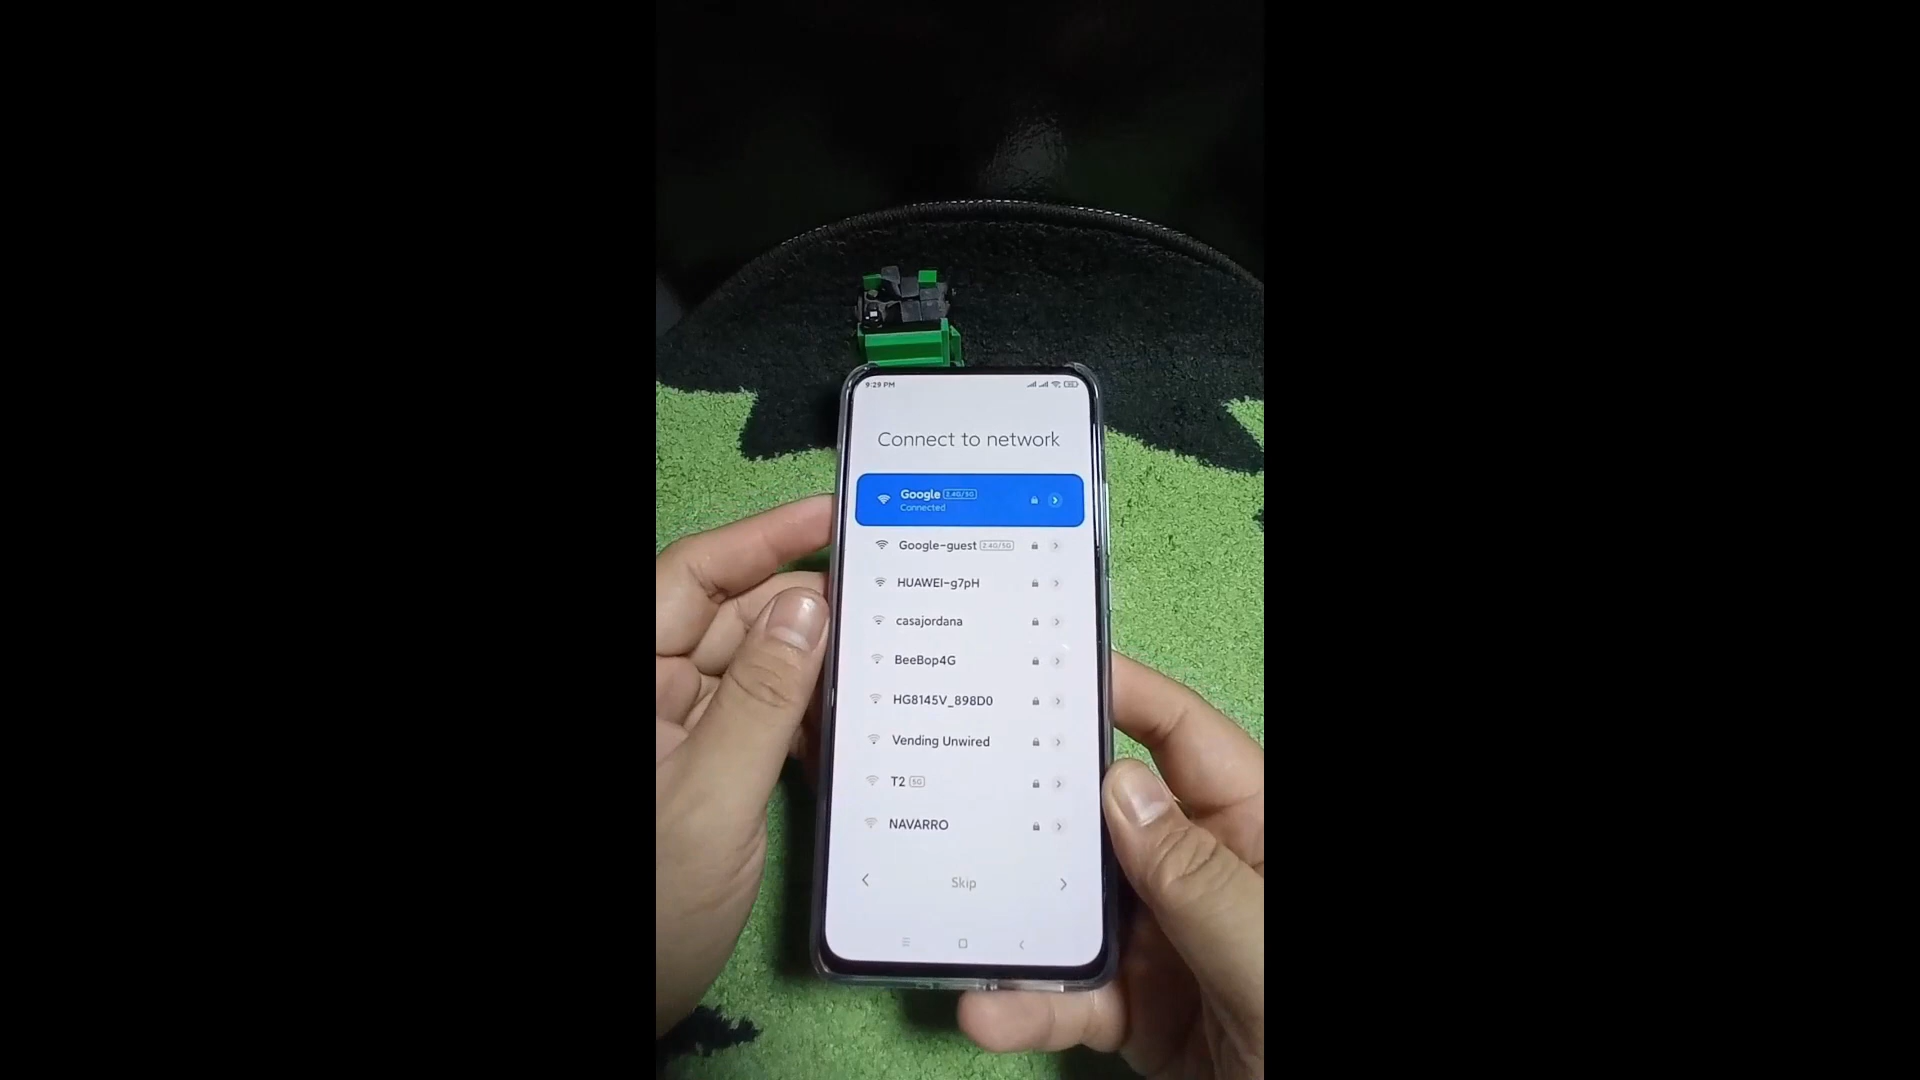 9:29 PM
Connect to network
Google 2.4G/5G
Connected
Google-guest 2.4G/5G
HUAWEI-g7pH
casajordana
BeeBop4G
HG8145V_898D0
Vending Unwired
T2 5G
NAVARRO
Skip